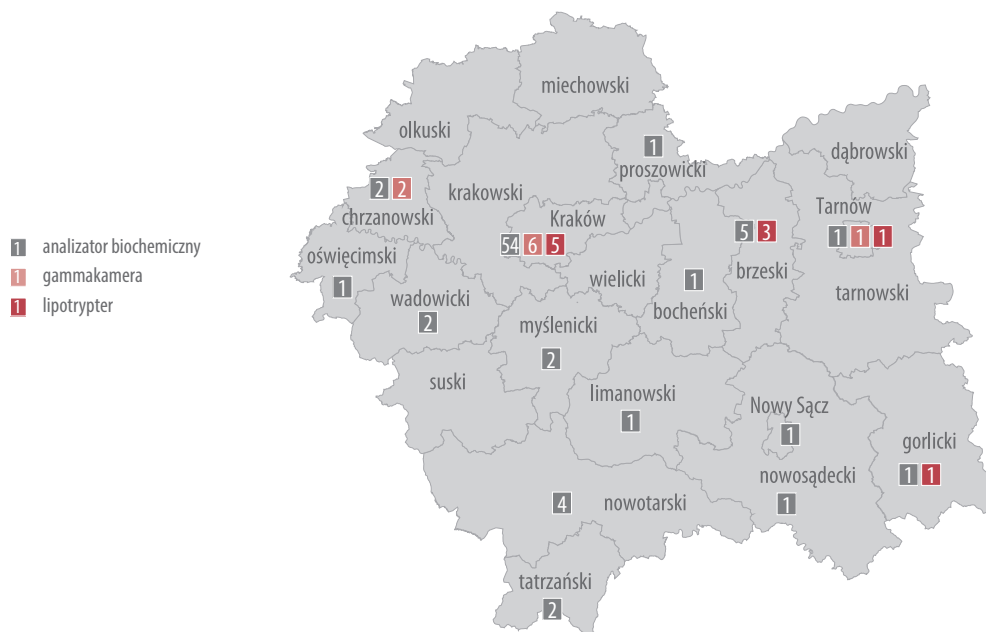 miechowski
olkuski
1
dąbrowski
proszowicki
2 2
krakowski
Tarnów
chrzanowski
Kraków
5 3
1 1 1
1 analizator biochemiczny
54 6 5
oświęcimski
brzeski
1 gammakamera
wielicki
1
1
tarnowski
wadowicki
1 lipotrypter
bocheński
2
myślenicki
2
suski
limanowski
Nowy Sącz
1
1
gorlicki
nowosądecki
1 1
4 nowotarski
1
tatrzański
2